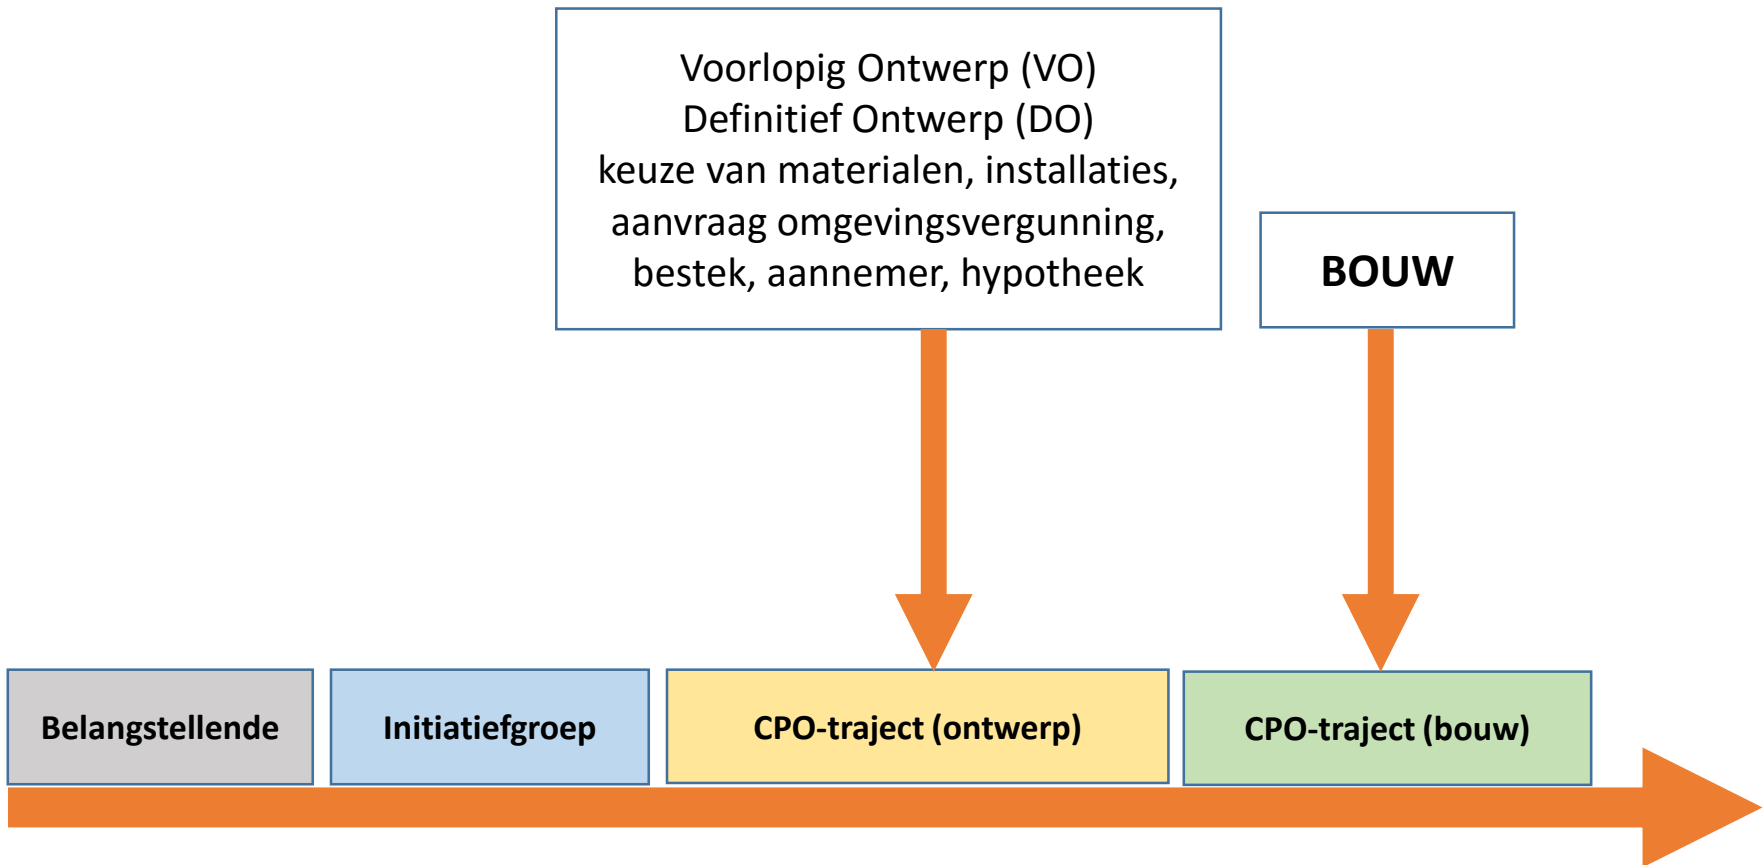 Voorlopig Ontwerp (VO)
Definitief Ontwerp (DO)
keuze van materialen, installaties,
aanvraag omgevingsvergunning,
bestek, aannemer, hypotheek
BOUW
Belangstellende
Initiatiefgroep
CPO-traject (ontwerp)
CPO-traject (bouw)